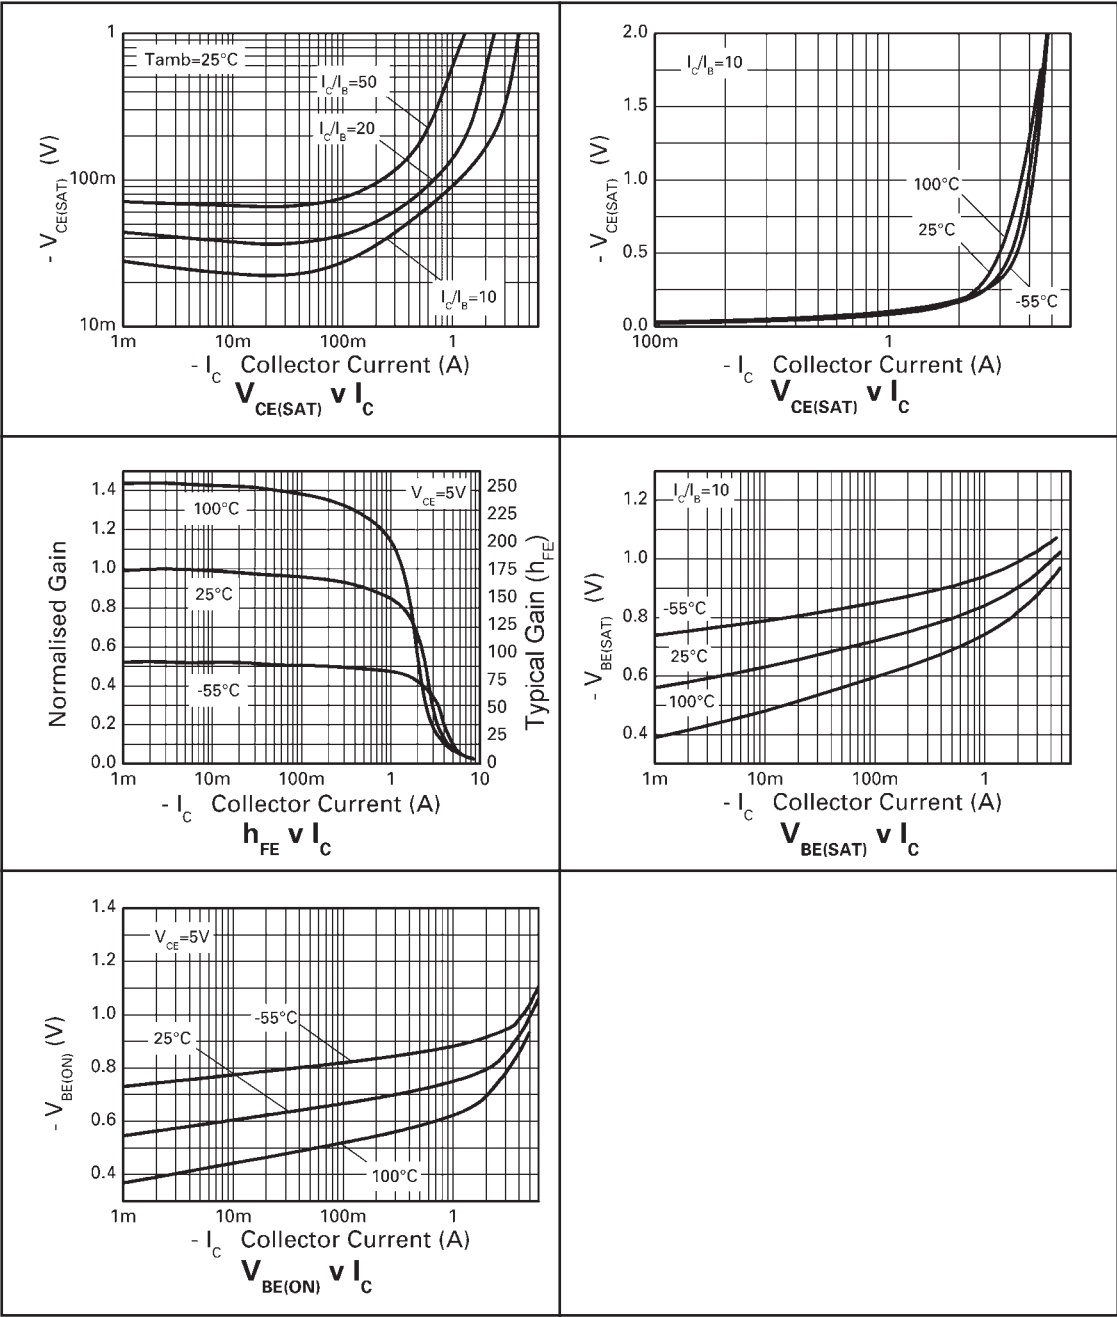 1
Tamb=25°C
IC/IB=50
IC/IB=20
100m
IC/IB=10
10m
- VCE(SAT) (V)
1m 10m 100m 1
- IC Collector Current (A)
VCE(SAT) v IC
2.0
IC/IB=10
1.5
1.0
100°C
25°C
0.5
-55°C
0.0
- VCE(SAT) (V)
100m 1
- IC Collector Current (A)
VCE(SAT) v IC
1.4
1.2
1.0
0.8
0.6
0.4
0.2
0.0
Normalised Gain
VCE=5V
100°C
25°C
-55°C
250
225
200
175
150
125
100
75
50
25
0
Typical Gain (hFE)
1m 10m 100m 1 10
- IC Collector Current (A)
hFE v IC
IC/IB=10
1.2
1.0
0.8
0.6
0.4
- VBE(SAT) (V)
-55°C
25°C
100°C
1m 10m 100m 1
- IC Collector Current (A)
VBE(SAT) v IC
1.4
1.2
1.0
0.8
0.6
0.4
- VBE(ON) (V)
VCE=5V
-55°C
25°C
100°C
1m 10m 100m 1
- IC Collector Current (A)
VBE(ON) v IC